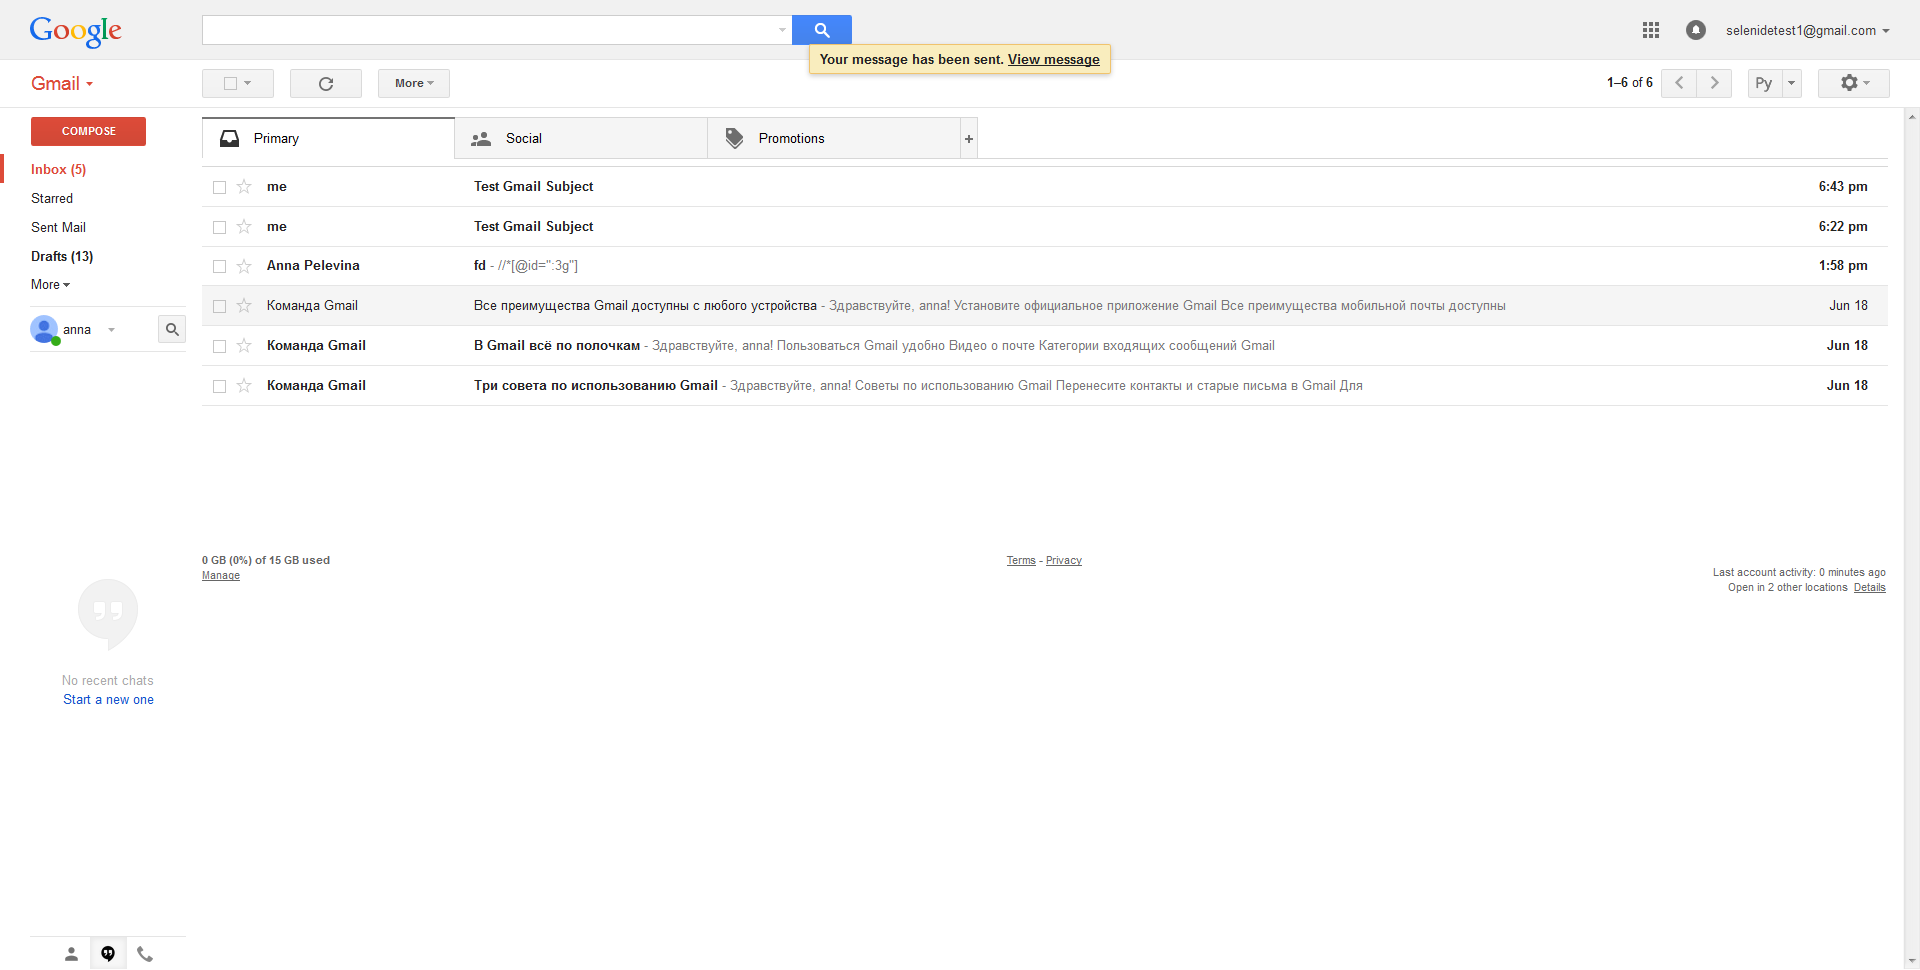 Google
selenidetest1@gmail.com
Your message has been sent. View message
Gmail
More
1–6 of 6
Ру
COMPOSE
Inbox (5)
Starred
Sent Mail
Drafts (13)
More
anna
Primary
Social
Promotions
+
me Test Gmail Subject 6:43 pm
me Test Gmail Subject 6:22 pm
Anna Pelevina fd - //*[@id=":3g"] 1:58 pm
Команда Gmail Все преимущества Gmail доступны с любого устройства - Здравствуйте, anna! Установите официальное приложение Gmail Все преимущества мобильной почты доступны Jun 18
Команда Gmail В Gmail всё по полочкам - Здравствуйте, anna! Пользоваться Gmail удобно Видео о почте Категории входящих сообщений Gmail Jun 18
Команда Gmail Три совета по использованию Gmail - Здравствуйте, anna! Советы по использованию Gmail Перенесите контакты и старые письма в Gmail Для Jun 18
0 GB (0%) of 15 GB used
Manage
Terms - Privacy
Last account activity: 0 minutes ago
Open in 2 other locations Details
No recent chats
Start a new one